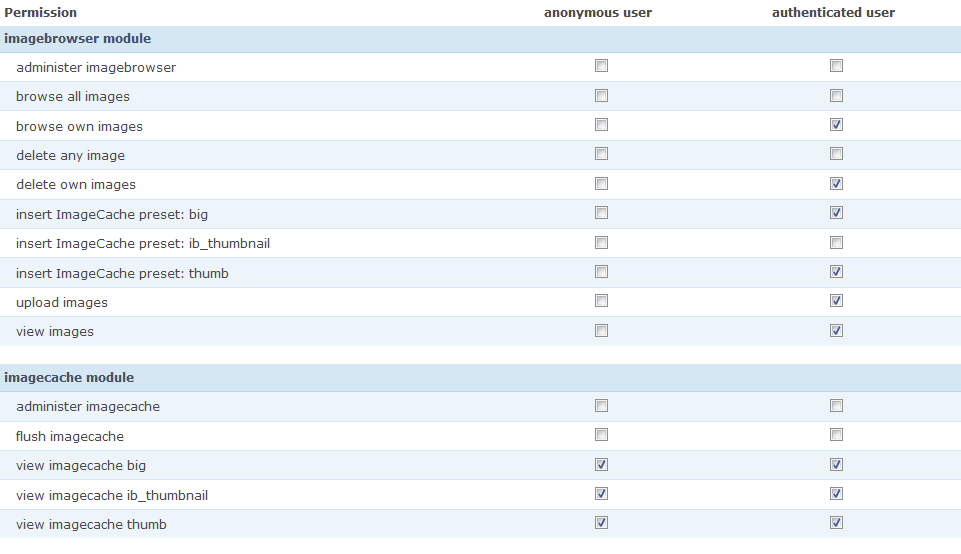 Permission anonymous user authenticated user
imagebrowser module
administer imagebrowser
browse all images
browse own images
delete any image
delete own images
insert ImageCache preset: big
insert ImageCache preset: ib_thumbnail
insert ImageCache preset: thumb
upload images
view images
imagecache module
administer imagecache
flush imagecache
view imagecache big
view imagecache ib_thumbnail
view imagecache thumb